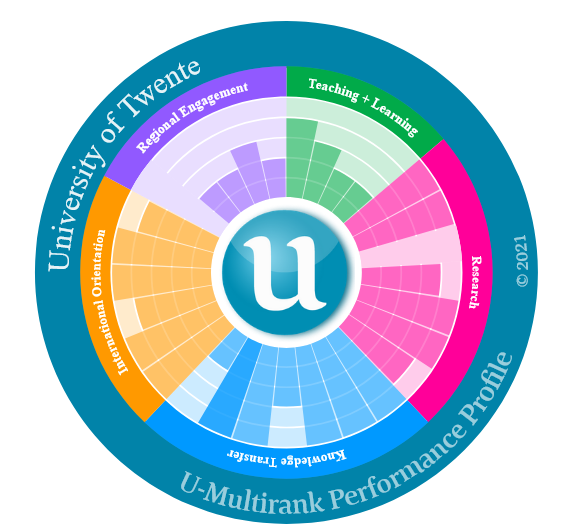 University of Twente
Regional Engagement
Teaching + Learning
Research
Knowledge Transfer
International Orientation
u
© 2021
U-Multirank Performance Profile